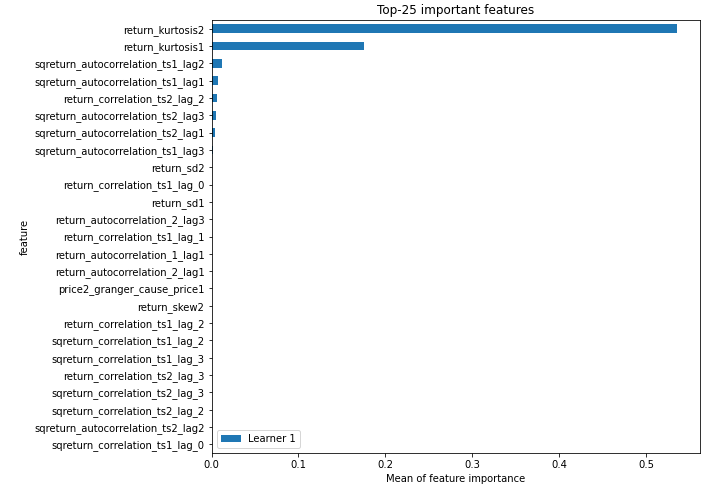 Top-25 important features
return_kurtosis2
return_kurtosis1
sqreturn_autocorrelation_ts1_lag2
sqreturn_autocorrelation_ts1_lag1
return_correlation_ts2_lag_2
sqreturn_autocorrelation_ts2_lag3
sqreturn_autocorrelation_ts2_lag1
sqreturn_autocorrelation_ts1_lag3
return_sd2
return_correlation_ts1_lag_0
return_sd1
return_autocorrelation_2_lag3
return_correlation_ts1_lag_1
return_autocorrelation_1_lag1
return_autocorrelation_2_lag1
price2_granger_cause_price1
return_skew2
return_correlation_ts1_lag_2
sqreturn_correlation_ts1_lag_2
sqreturn_correlation_ts1_lag_3
return_correlation_ts2_lag_3
sqreturn_correlation_ts2_lag_3
sqreturn_correlation_ts2_lag_2
sqreturn_autocorrelation_ts2_lag2
sqreturn_correlation_ts1_lag_0
feature
Learner 1
0.0 0.1 0.2 0.3 0.4 0.5
Mean of feature importance